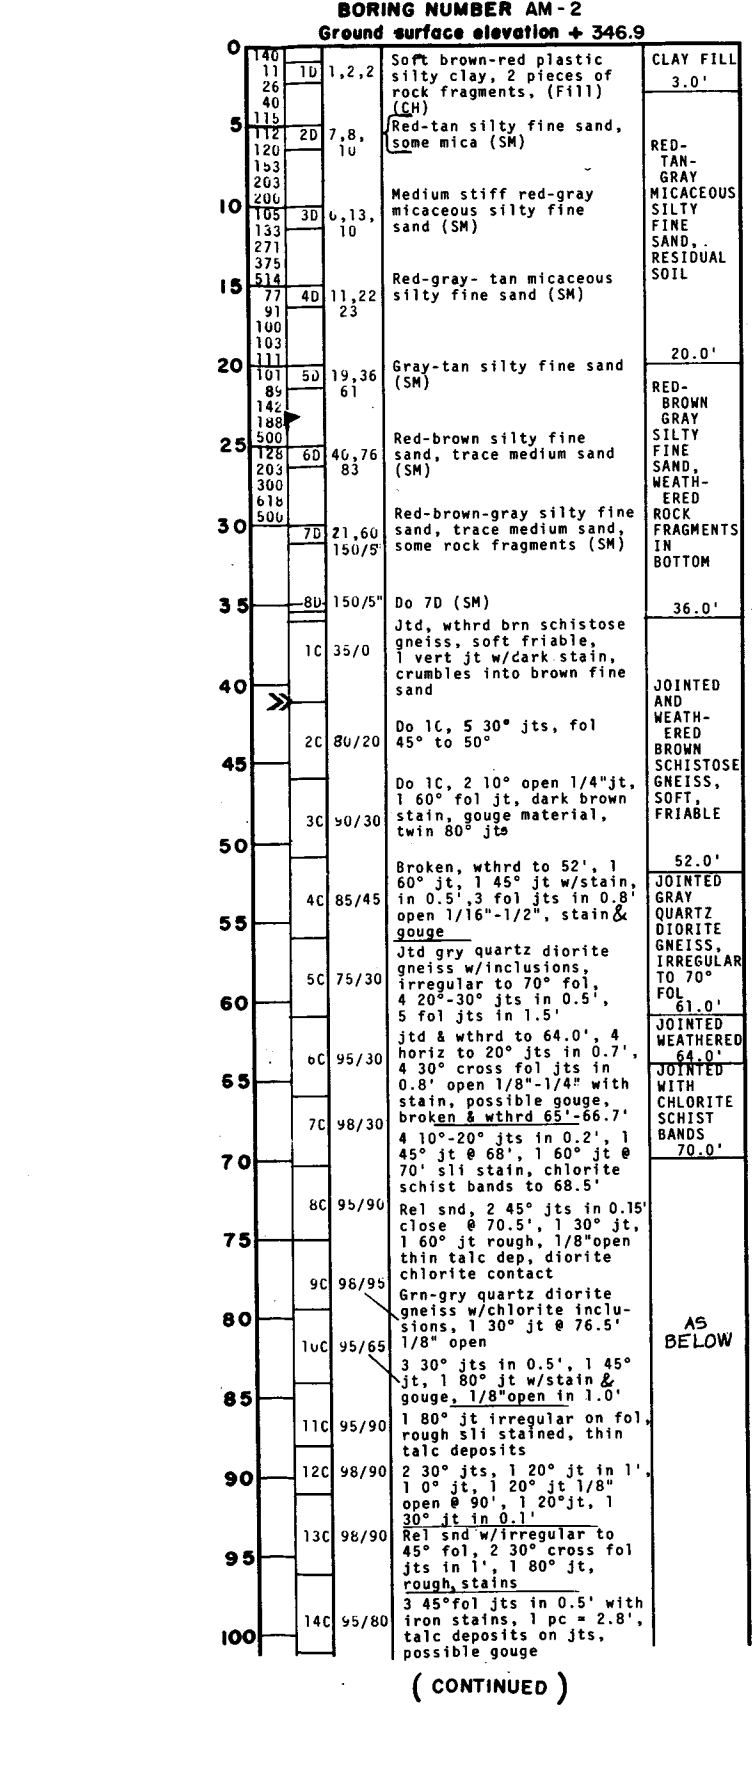 BORING NUMBER AM-2
Ground surface elevation + 346.9
0
140
11 1D 1,2,2
26
40
115
Soft brown-red plastic
silty clay, 2 pieces of
rock fragments, (Fill)
(CH)
CLAY FILL
3.0'
5
112 2D 7,8,
120 10
153
203
200
Red-tan silty fine sand,
some mica (SM)
10
105 3D 6,13,
133 10
271
375
514
Medium stiff red-gray
micaceous silty fine
sand (SM)
RED-
TAN-
GRAY
MICACEOUS
SILTY
FINE
SAND,
RESIDUAL
SOIL
15
77 4D 11,22
91 23
100
103
111
Red-gray- tan micaceous
silty fine sand (SM)
20.0'
20
101 5D 19,36
89 61
142
188
500
Gray-tan silty fine sand
(SM)
25
128 6D 40,76
203 83
300
618
500
Red-brown silty fine
sand, trace medium sand
(SM)
RED-
BROWN
GRAY
SILTY
FINE
SAND,
WEATH-
ERED
ROCK
FRAGMENTS
IN
BOTTOM
30
7D 21,60
150/5"
Red-brown-gray silty fine
sand, trace medium sand,
some rock fragments (SM)
35
8D 150/5" Do 7D (SM)
36.0'
1C 35/0
Jtd, wthrd brn schistose
gneiss, soft friable,
1 vert jt w/dark stain,
crumbles into brown fine
sand
40
2C 80/20
Do 1C, 5 30° jts, fol
45° to 50°
45
3C 90/30
Do 1C, 2 10° open 1/4"jt,
1 60° fol jt, dark brown
stain, gouge material,
twin 80° jts
JOINTED
AND
WEATH-
ERED
BROWN
SCHISTOSE
GNEISS,
SOFT,
FRIABLE
50
52.0'
4C 85/45
Broken, wthrd to 52', 1
60° jt, 1 45° jt w/stain,
in 0.5',3 fol jts in 0.8'
open 1/16"-1/2", stain &
gouge
55
5C 75/30
Jtd gry quartz diorite
gneiss w/inclusions,
irregular to 70° fol,
4 20°-30° jts in 0.5',
5 fol jts in 1.5'
JOINTED
GRAY
QUARTZ
DIORITE
GNEISS,
IRREGULAR
TO 70°
FOL
61.0'
60
6C 95/30
jtd & wthrd to 64.0', 4
horiz to 20° jts in 0.7',
4 30° cross fol jts in
0.8' open 1/8"-1/4" with
stain, possible gouge,
broken & wthrd 65'-66.7'
JOINTED
WEATHERED
64.0'
65
7C 98/30
4 10°-20° jts in 0.2', 1
45° jt @ 68', 1 60° jt @
70' sli stain, chlorite
schist bands to 68.5'
JOINTED
WITH
CHLORITE
SCHIST
BANDS
70.0'
70
8C 95/90
Rel snd, 2 45° jts in 0.15'
close @ 70.5', 1 30° jt,
1 60° jt rough, 1/8"open
thin talc dep, diorite
chlorite contact
75
9C 98/95
Grn-gry quartz diorite
gneiss w/chlorite inclu-
sions, 1 30° jt @ 76.5'
1/8" open
80
10C 95/65
3 30° jts in 0.5', 1 45°
jt, 1 80° jt w/stain &
gouge, 1/8"open in 1.0'
AS
BELOW
85
11C 95/90
1 80° jt irregular on fol,
rough sli stained, thin
talc deposits
90
12C 98/90
2 30° jts, 1 20° jt in 1',
1 0° jt, 1 20° jt 1/8"
open @ 90', 1 20°jt, 1
30° jt in 0.1'
13C 98/90
Rel snd w/irregular to
45° fol, 2 30° cross fol
jts in 1', 1 80° jt,
rough, stains
95
14C 95/80
3 45°fol jts in 0.5' with
iron stains, 1 pc = 2.8',
talc deposits on jts,
possible gouge
100
(CONTINUED)